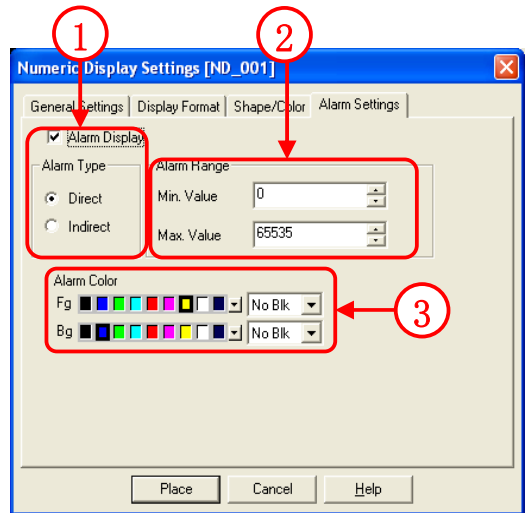 1 2
Numeric Display Settings [ND_001]
General Settings Display Format Shape/Color Alarm Settings
Alarm Display
Alarm Type Alarm Range
Direct Min. Value 0
Indirect Max. Value 65535
Alarm Color
Fg No Blk
3
Bg No Blk
Place Cancel Help